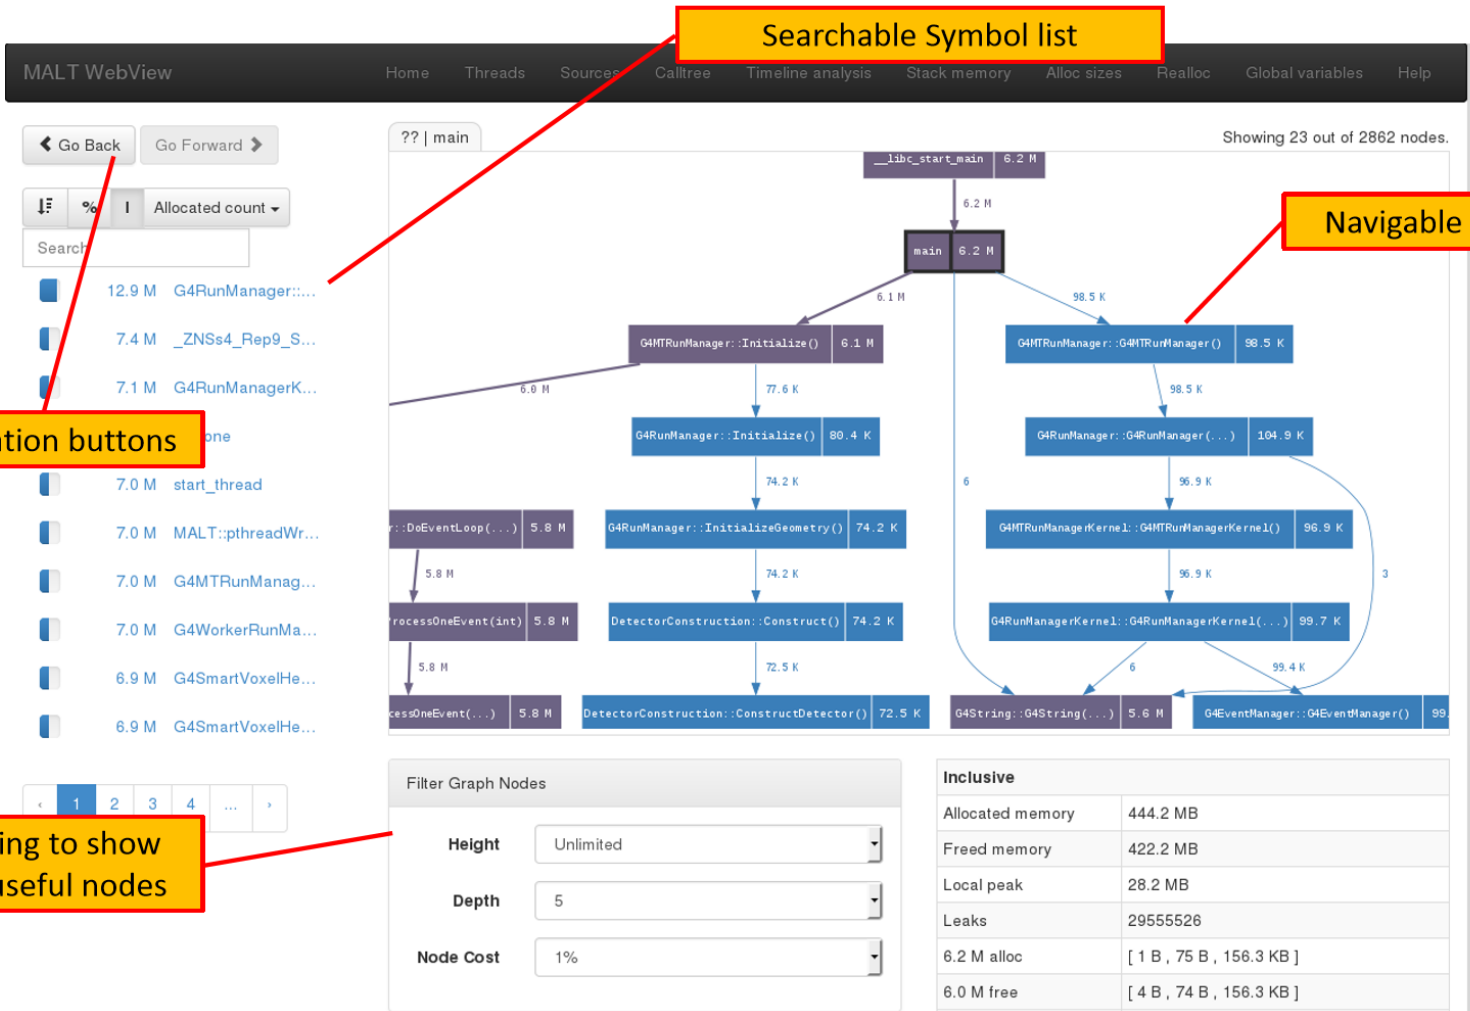 Searchable Symbol list
MALT WebView Home Threads Sources Calltree Timeline analysis Stack memory Alloc sizes Realloc Global variables Help
Go Back Go Forward
?? | main
Showing 23 out of 2862 nodes.
% I Allocated count
Search
12.9 M G4RunManager::...
7.4 M _ZNSs4_Rep9_S...
7.1 M G4RunManagerK...
ation buttons
one
7.0 M start_thread
7.0 M MALT::pthreadWr...
7.0 M G4MTRunManag...
7.0 M G4WorkerRunMa...
6.9 M G4SmartVoxelHe...
6.9 M G4SmartVoxelHe...
‹ 1 2 3 4 ... ›
ing to show
useful nodes
__libc_start_main 6.2 M
6.2 M
Navigable
main 6.2 M
6.1 M 98.5 K
G4MTRunManager::Initialize() 6.1 M G4MTRunManager::G4MTRunManager() 98.5 K
6.0 M 77.6 K 98.5 K
G4RunManager::Initialize() 80.4 K G4RunManager::G4RunManager(...) 104.9 K
74.2 K 6 96.9 K
r::DoEventLoop(...) 5.8 M G4RunManager::InitializeGeometry() 74.2 K G4MTRunManagerKernel::G4MTRunManagerKernel() 96.9 K
5.8 M 74.2 K 96.9 K 3
rocessOneEvent(int) 5.8 M DetectorConstruction::Construct() 74.2 K G4RunManagerKernel::G4RunManagerKernel(...) 99.7 K
5.8 M 72.5 K 6 99.4 K
cessOneEvent(...) 5.8 M DetectorConstruction::ConstructDetector() 72.5 K G4String::G4String(...) 5.6 M G4EventManager::G4EventManager() 99.
Filter Graph Nodes
Height Unlimited
Depth 5
Node Cost 1%
Inclusive
Allocated memory 444.2 MB
Freed memory 422.2 MB
Local peak 28.2 MB
Leaks 29555526
6.2 M alloc [ 1 B , 75 B , 156.3 KB ]
6.0 M free [ 4 B , 74 B , 156.3 KB ]